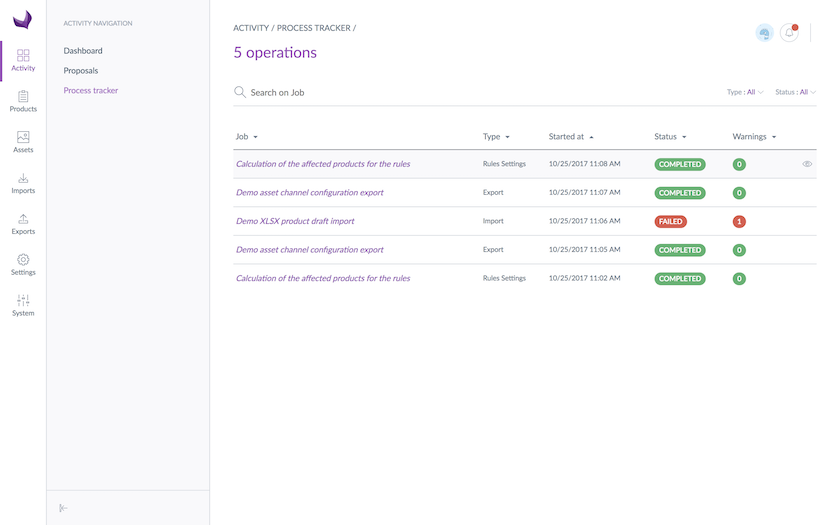 Activity
Products
Assets
Imports
Exports
Settings
System
ACTIVITY NAVIGATION
Dashboard
Proposals
Process tracker
ACTIVITY / PROCESS TRACKER /
5 operations
Search on Job Type : All Status : All
Job Type Started at Status Warnings
Calculation of the affected products for the rules Rules Settings 10/25/2017 11:08 AM COMPLETED 0
Demo asset channel configuration export Export 10/25/2017 11:07 AM COMPLETED 0
Demo XLSX product draft import Import 10/25/2017 11:06 AM FAILED 1
Demo asset channel configuration export Export 10/25/2017 11:05 AM COMPLETED 0
Calculation of the affected products for the rules Rules Settings 10/25/2017 11:02 AM COMPLETED 0